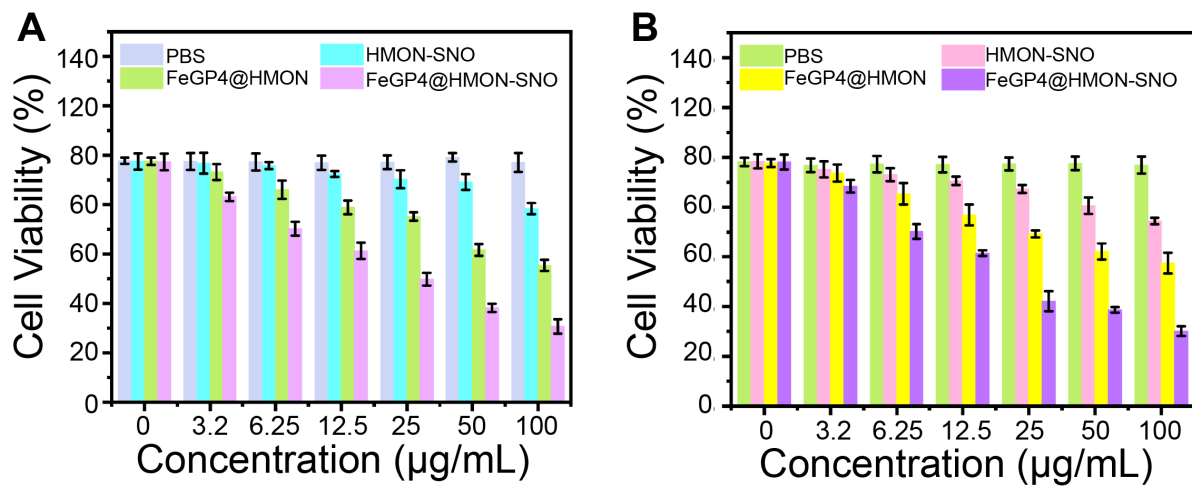 A
140
120
80
60
60
40
20
0
Cell Viability (%)
PBS
HMON-SNO
FeGP4@HMON
FeGP4@HMON-SNO
0 3.2 6.25 12.5 25 50 100
Concentration (µg/mL)
B
140
120
80
60
60
40
20
0
Cell Viability (%)
PBS
HMON-SNO
FeGP4@HMON
FeGP4@HMON-SNO
0 3.2 6.25 12.5 25 50 100
Concentration (µg/mL)